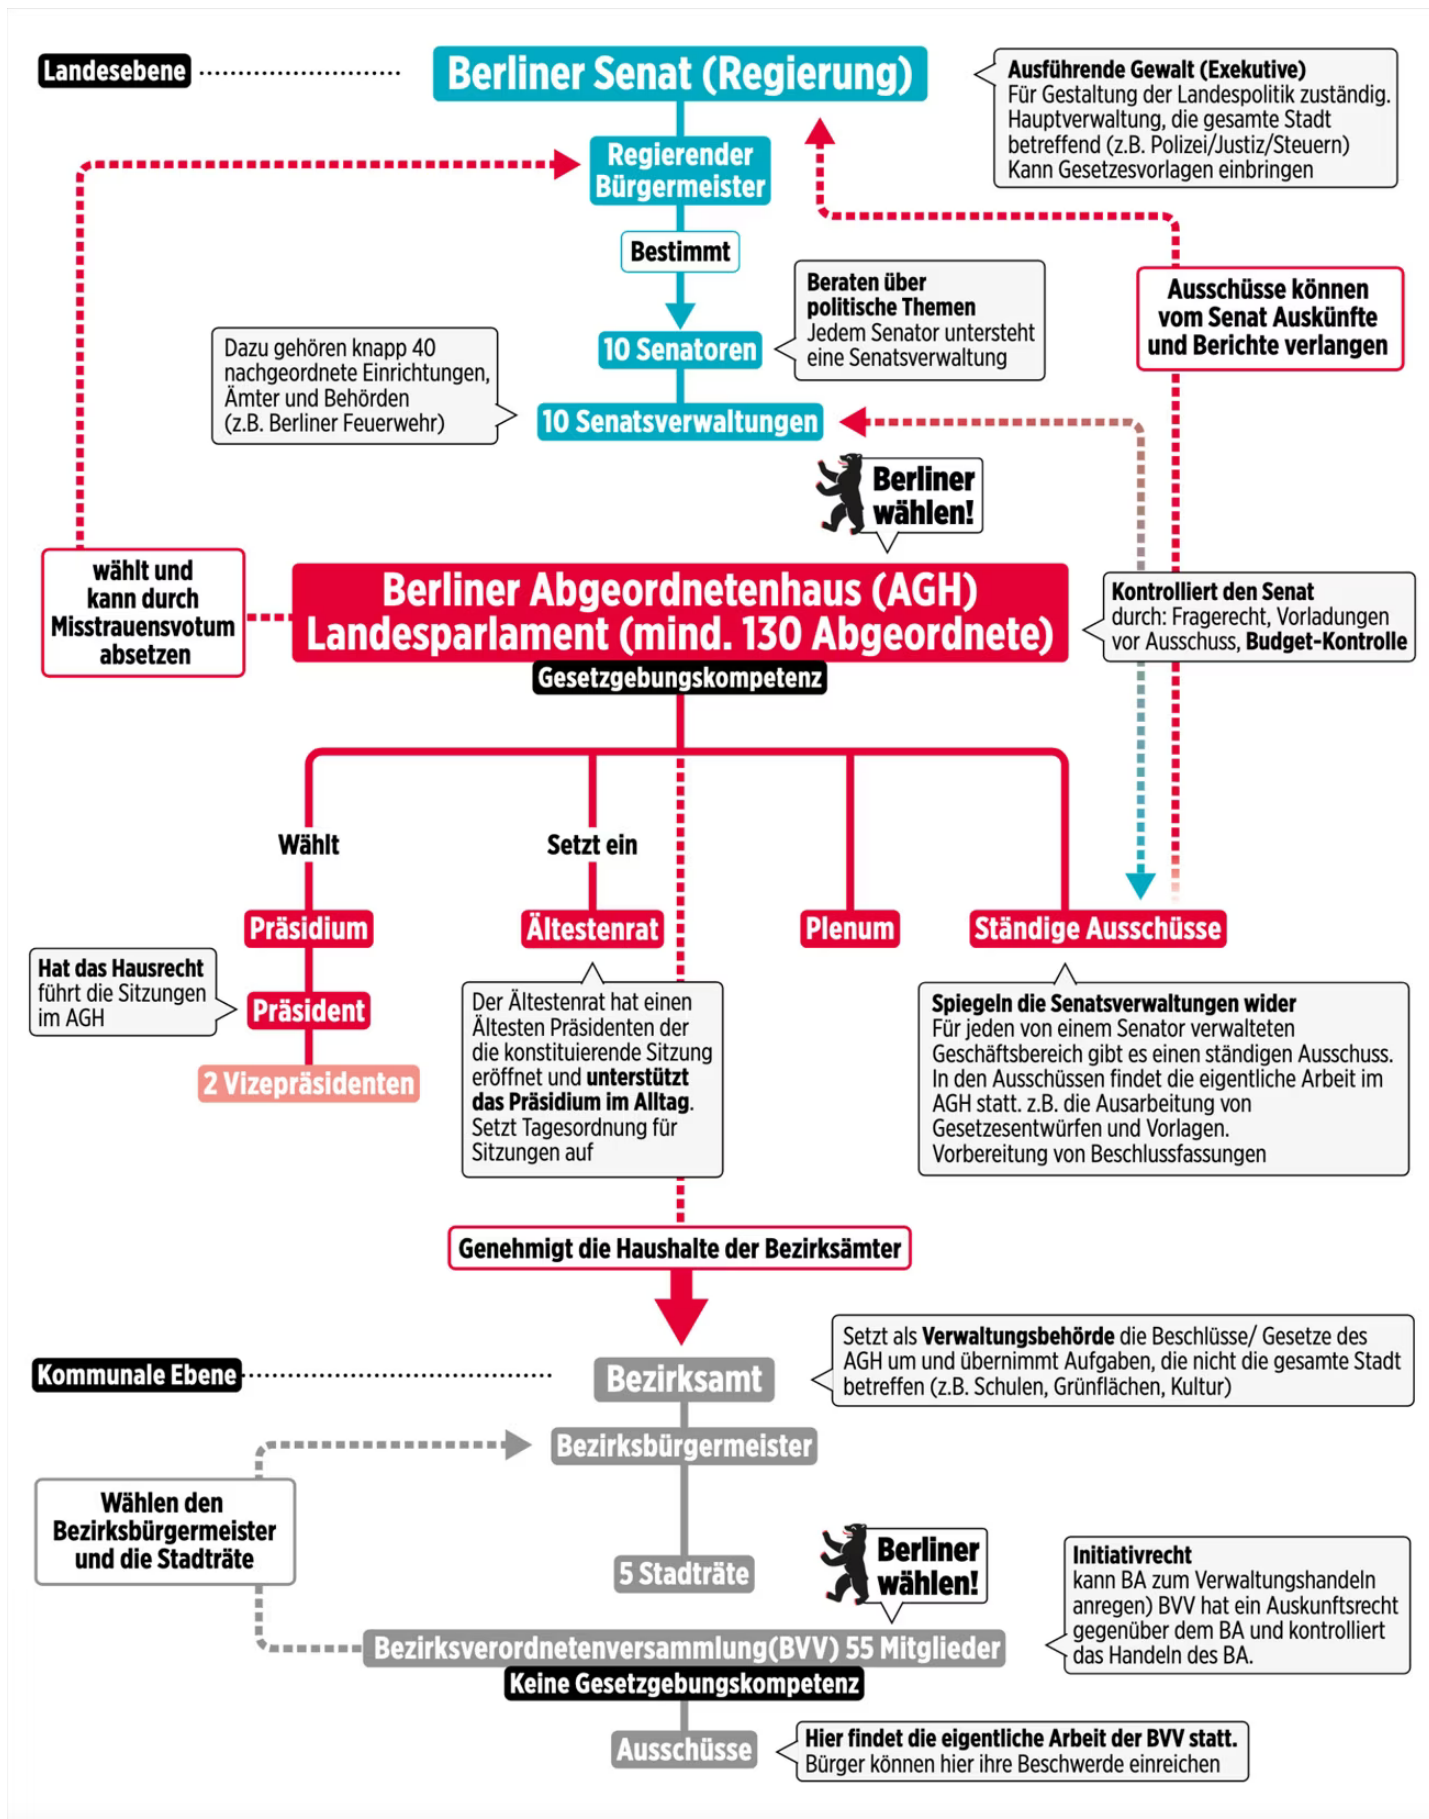 Landesebene
Berliner Senat (Regierung)
Ausführende Gewalt (Exekutive)
Für Gestaltung der Landespolitik zuständig.
Hauptverwaltung, die gesamte Stadt
betreffend (z.B. Polizei/Justiz/Steuern)
Kann Gesetzesvorlagen einbringen
Regierender
Bürgermeister
Bestimmt
Beraten über
politische Themen
Jedem Senator untersteht
eine Senatsverwaltung
Ausschüsse können
vom Senat Auskünfte
und Berichte verlangen
10 Senatoren
Dazu gehören knapp 40
nachgeordnete Einrichtungen,
Ämter und Behörden
(z.B. Berliner Feuerwehr)
10 Senatsverwaltungen
Berliner
wählen!
wählt und
kann durch
Misstrauensvotum
absetzen
Berliner Abgeordnetenhaus (AGH)
Landesparlament (mind. 130 Abgeordnete)
Gesetzgebungskompetenz
Kontrolliert den Senat
durch: Fragerecht, Vorladungen
vor Ausschuss, Budget-Kontrolle
Wählt
Setzt ein
Präsidium
Ältestenrat
Plenum
Ständige Ausschüsse
Hat das Hausrecht
führt die Sitzungen
im AGH
Präsident
2 Vizepräsidenten
Der Ältestenrat hat einen
Ältesten Präsidenten der
die konstituierende Sitzung
eröffnet und unterstützt
das Präsidium im Alltag.
Setzt Tagesordnung für
Sitzungen auf
Spiegeln die Senatsverwaltungen wider
Für jeden von einem Senator verwalteten
Geschäftsbereich gibt es einen ständigen Ausschuss.
In den Ausschüssen findet die eigentliche Arbeit im
AGH statt. z.B. die Ausarbeitung von
Gesetzesentwürfen und Vorlagen.
Vorbereitung von Beschlussfassungen
Genehmigt die Haushalte der Bezirksämter
Kommunale Ebene
Bezirksamt
Setzt als Verwaltungsbehörde die Beschlüsse/ Gesetze des
AGH um und übernimmt Aufgaben, die nicht die gesamte Stadt
betreffen (z.B. Schulen, Grünflächen, Kultur)
Bezirksbürgermeister
Wählen den
Bezirksbürgermeister
und die Stadträte
5 Stadträte
Berliner
wählen!
Initiativrecht
kann BA zum Verwaltungshandeln
anregen) BVV hat ein Auskunftsrecht
gegenüber dem BA und kontrolliert
das Handeln des BA.
Bezirksverordnetenversammlung(BVV) 55 Mitglieder
Keine Gesetzgebungskompetenz
Ausschüsse
Hier findet die eigentliche Arbeit der BVV statt.
Bürger können hier ihre Beschwerde einreichen